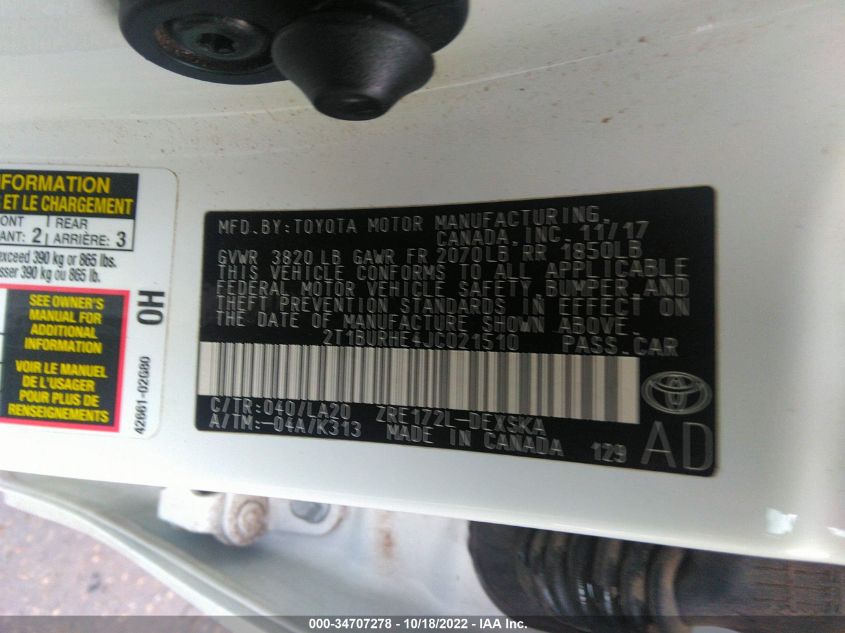 NFORMATION
ET LE CHARGEMENT
ONT | REAR
ANT: 2 | ARRIÈRE: 3
exceed 390 kg or 865 lbs.
sser 390 kg ou 865 lb.
SEE OWNER'S
MANUAL FOR
ADDITIONAL
INFORMATION
VOIR LE MANUEL
DE L'USAGER
POUR PLUS DE
RENSEIGNEMENTS
0H
42661-02G80
MFD.BY:TOYOTA MOTOR MANUFACTURING,
CANADA,INC. 11/17
GVWR 3820LB GAWR FR 2070LB RR 1850LB
THIS VEHICLE CONFORMS TO ALL APPLICABLE
FEDERAL MOTOR VEHICLE SAFETY BUMPER,AND
THEFT PREVENTION STANDARDS IN EFFECT ON
THE DATE OF MANUFACTURE SHOWN ABOVE.
2T1BURHE4JC021510 PASS.CAR
C/TR:040/LA20 ZRE172L-DEXSKA
A/TM:-04A/K313 MADE IN CANADA 129
AD
000-34707278 - 10/18/2022 - IAA Inc.